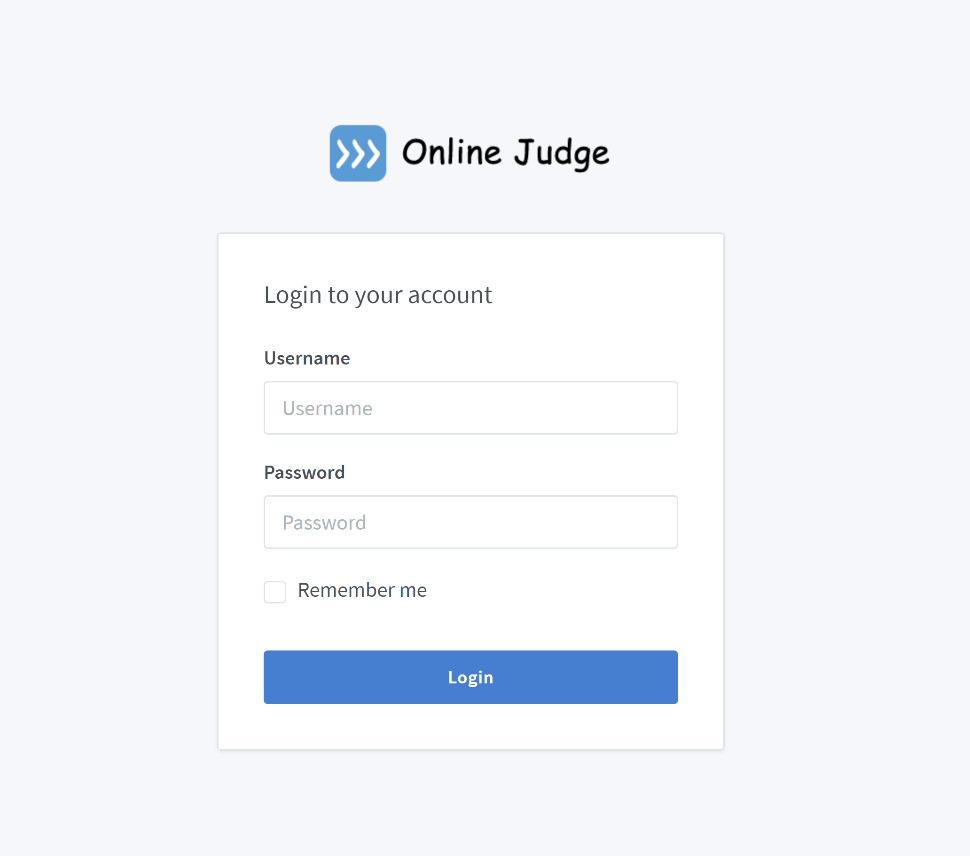 Online Judge
Login to your account
Username
Username
Password
Password
Remember me
Login